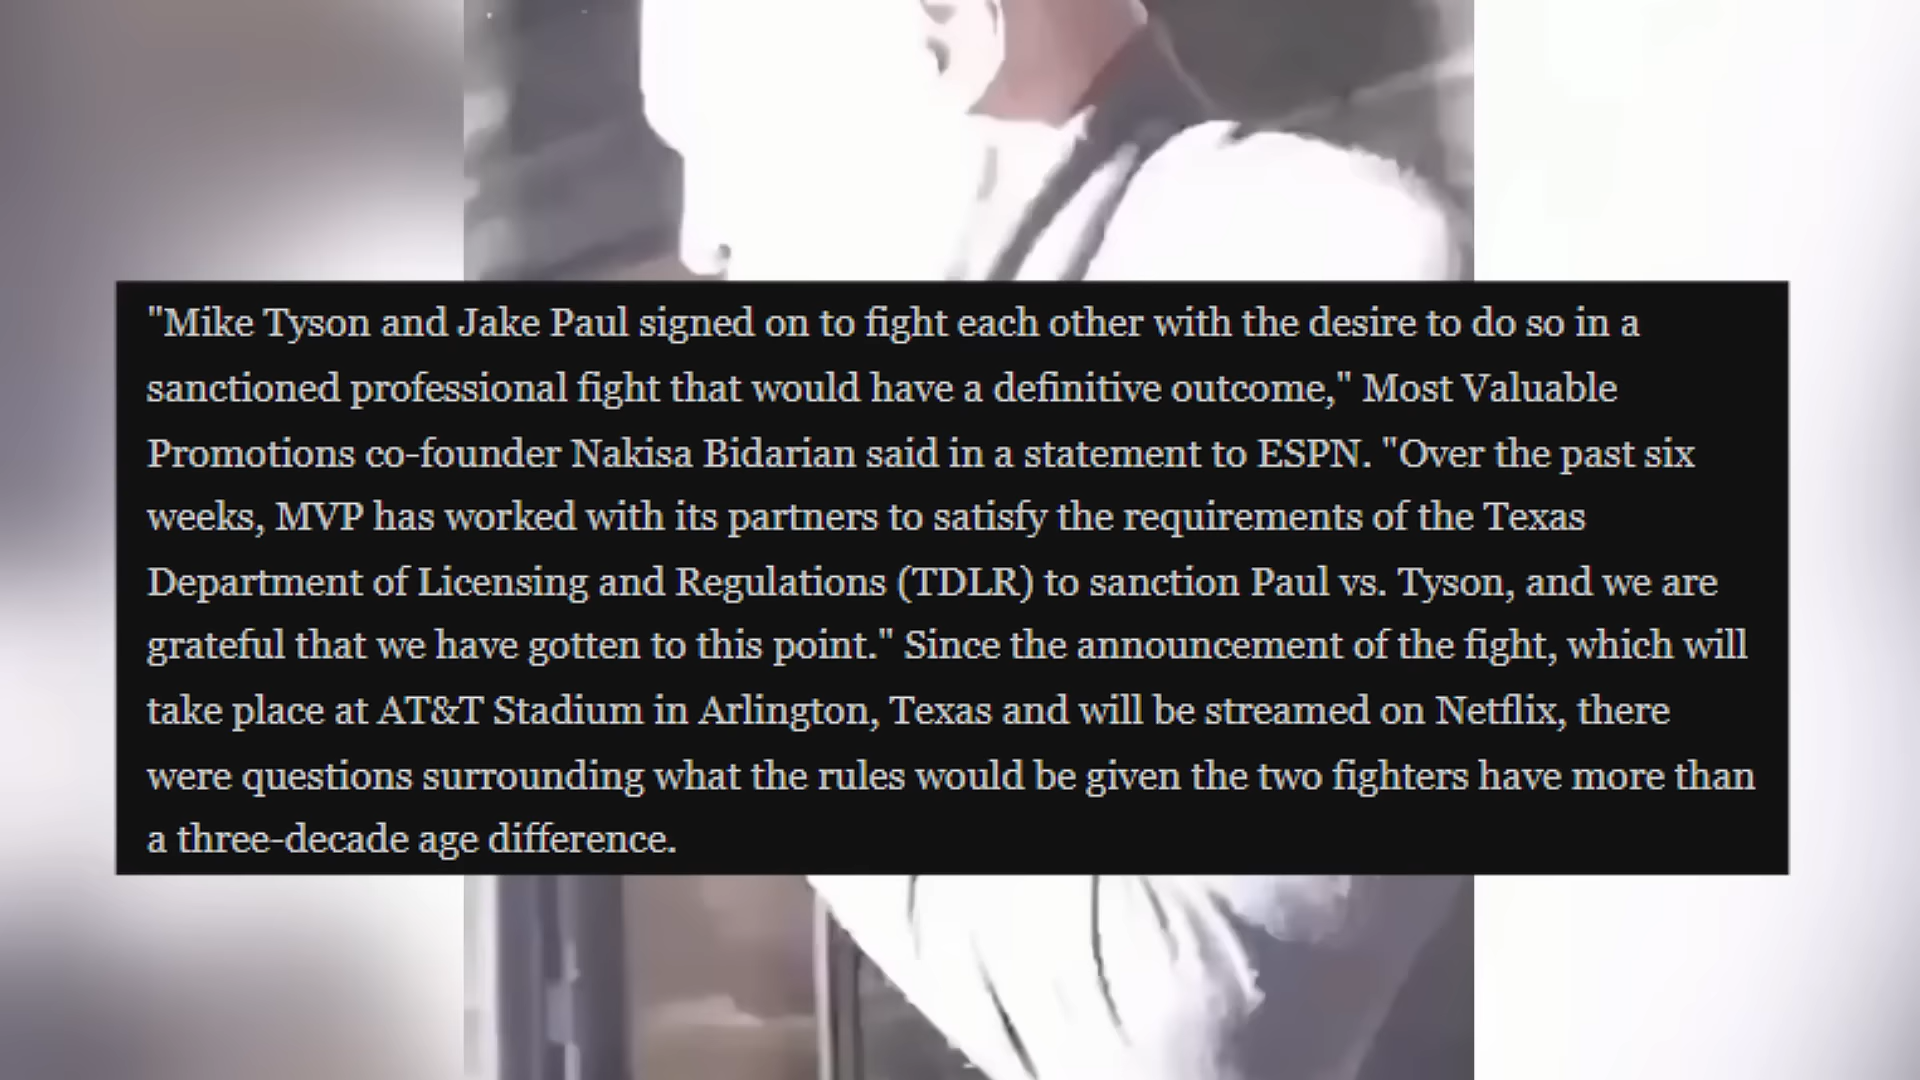 "Mike Tyson and Jake Paul signed on to fight each other with the desire to do so in a
sanctioned professional fight that would have a definitive outcome," Most Valuable
Promotions co-founder Nakisa Bidarian said in a statement to ESPN. "Over the past six
weeks, MVP has worked with its partners to satisfy the requirements of the Texas
Department of Licensing and Regulations (TDLR) to sanction Paul vs. Tyson, and we are
grateful that we have gotten to this point." Since the announcement of the fight, which will
take place at AT&T Stadium in Arlington, Texas and will be streamed on Netflix, there
were questions surrounding what the rules would be given the two fighters have more than
a three-decade age difference.